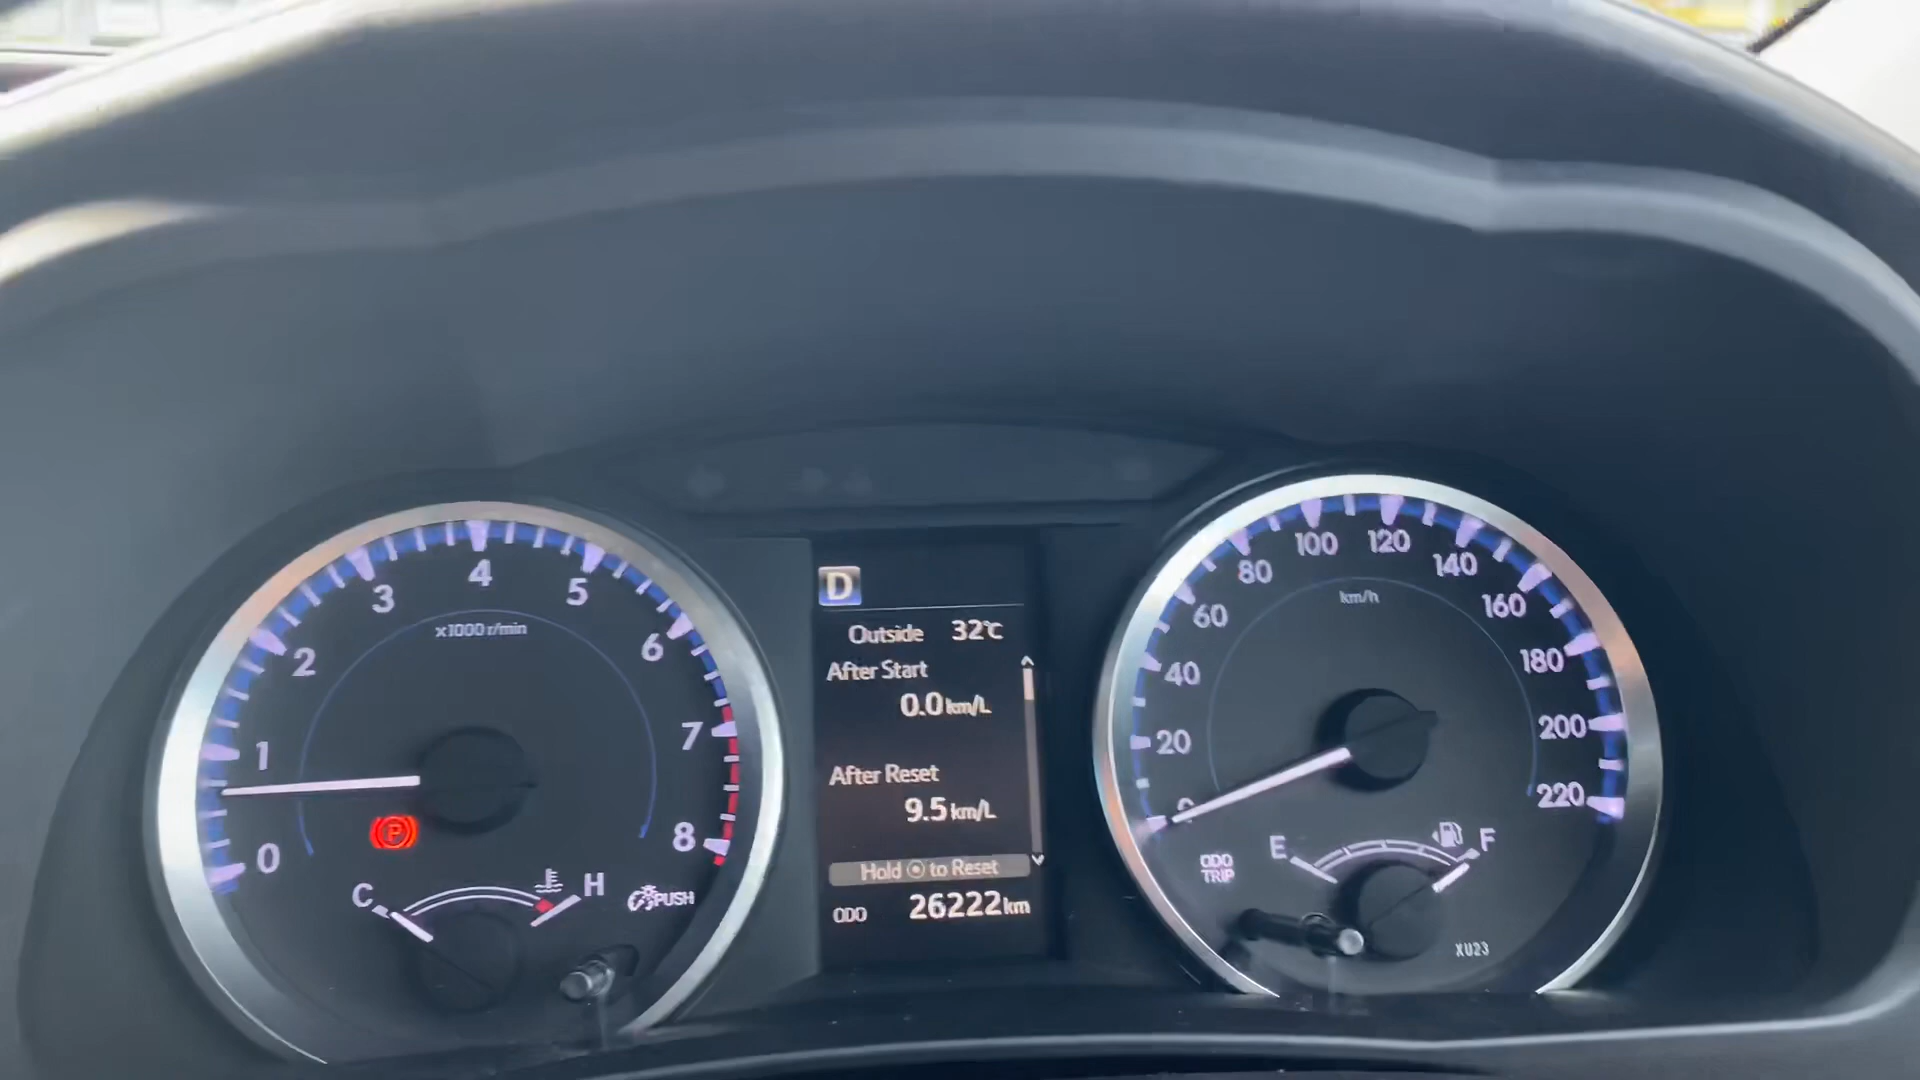 0
1
2
3
4
5
6
7
8
x1000 r/min
P
C
H
PUSH
D
Outside 32℃
After Start
0.0 km/L
After Reset
9.5 km/L
Hold ⦿ to Reset
ODO 26222 km
0
20
40
60
80
100
120
140
160
180
200
220
km/h
ODO
TRIP
E
F
XU23